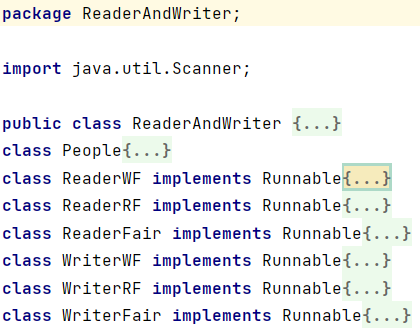 package ReaderAndWriter;
import java.util.Scanner;
public class ReaderAndWriter {...}
class People{...}
class ReaderWF implements Runnable{...}
class ReaderRF implements Runnable{...}
class ReaderFair implements Runnable{...}
class WriterWF implements Runnable{...}
class WriterRF implements Runnable{...}
class WriterFair implements Runnable{...}